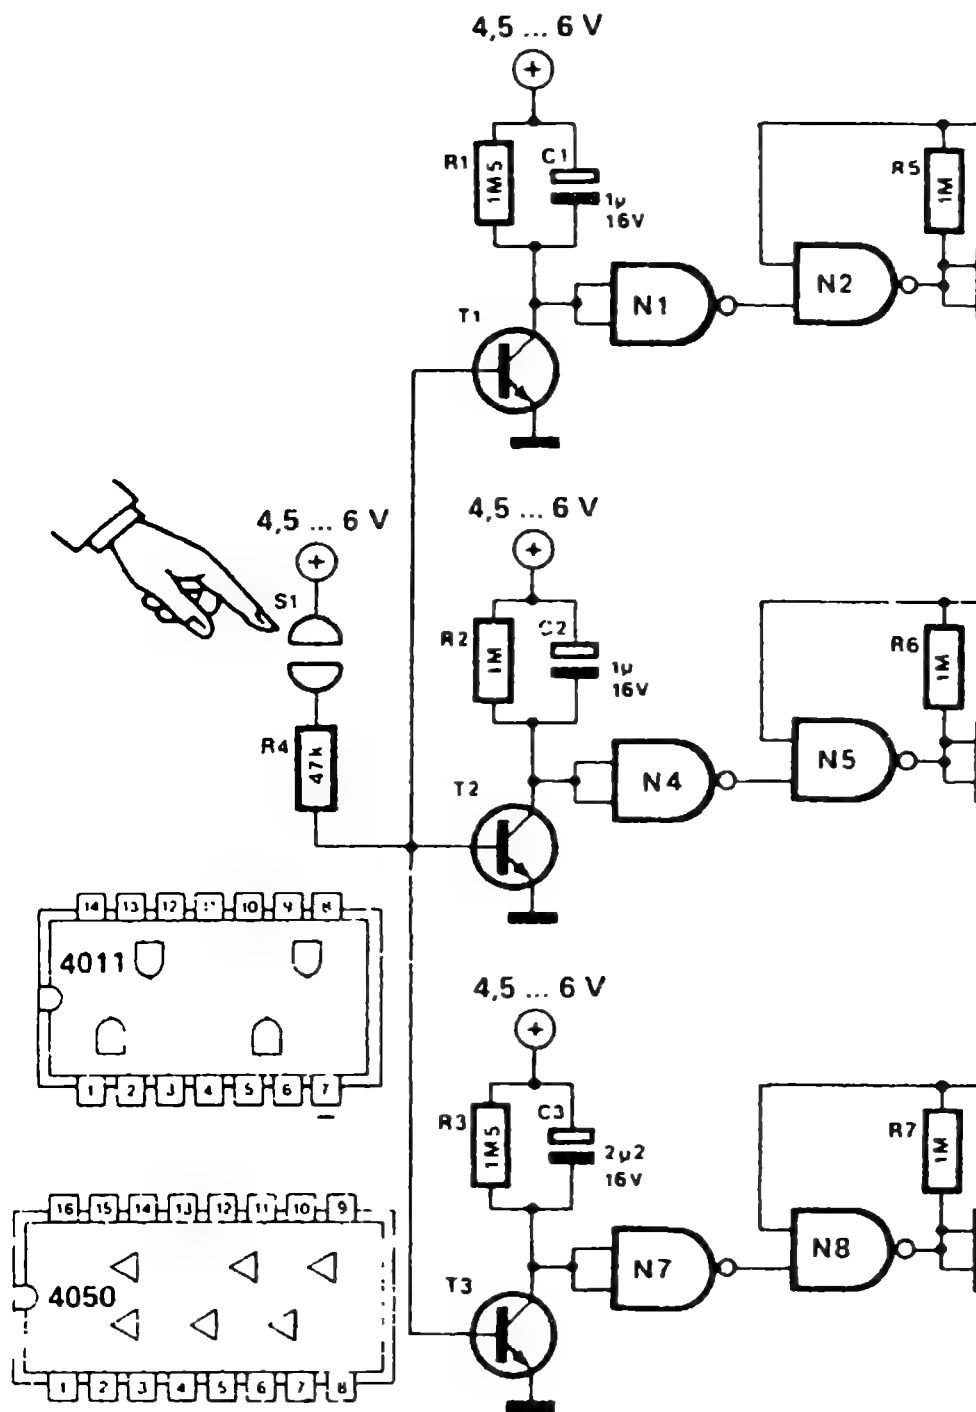 4,5 ... 6 V
R1
1M5
C1
1µ
16V
R5
1M
N1
N2
T1
4,5 ... 6 V
S1
R4
47k
4,5 ... 6 V
R2
1M
C2
1µ
16V
R6
1M
N4
N5
T2
14 13 12 11 10 9 8
4011
1 2 3 4 5 6 7
4,5 ... 6 V
R3
1M5
C3
2µ2
16V
R7
1M
N7
N8
T3
16 15 14 13 12 11 10 9
4050
1 2 3 4 5 6 7 8